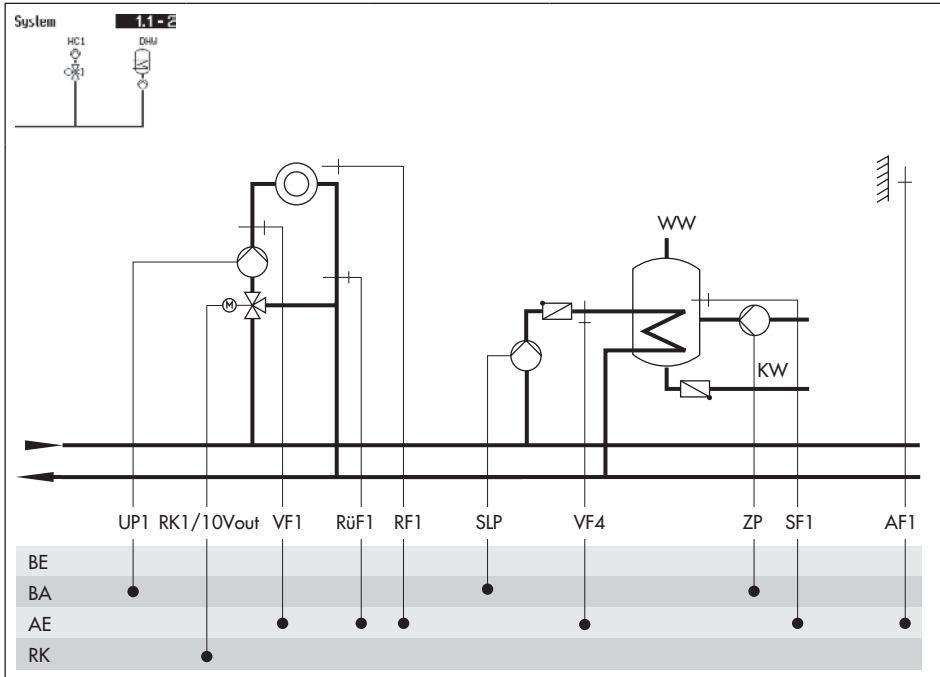 System 1.1 - 2
HC1 DHW
WW
M
KW
UP1 RK1/10Vout VF1 RüF1 RF1 SLP VF4 ZP SF1 AF1
BE
BA
AE
RK